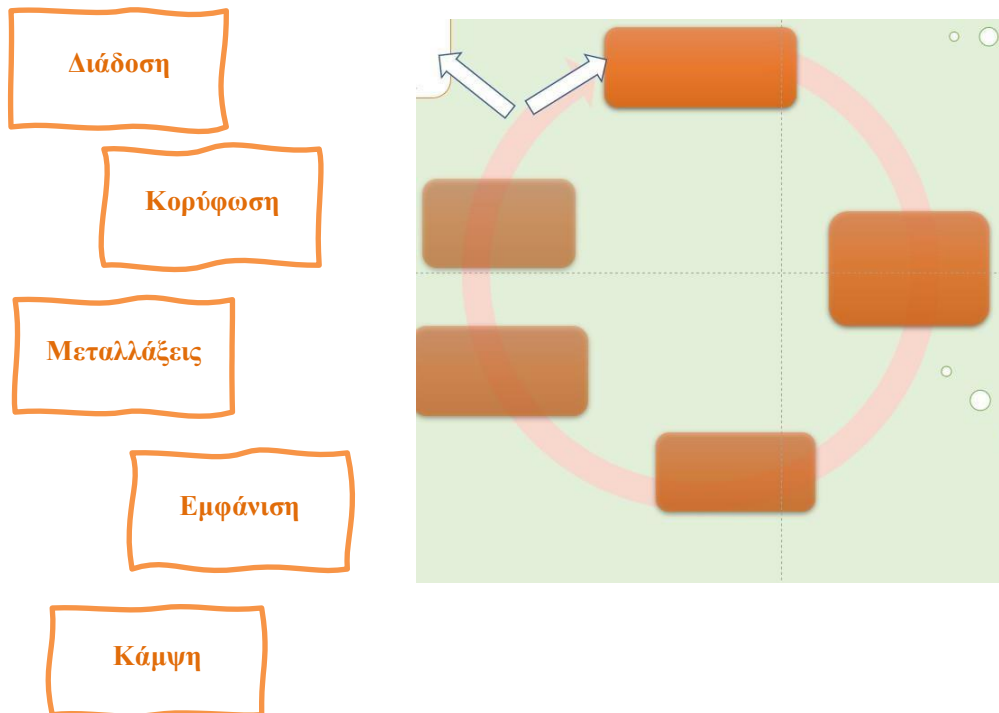 Διάδοση
Κορύφωση
Μεταλλάξεις
Εμφάνιση
Κάμψη